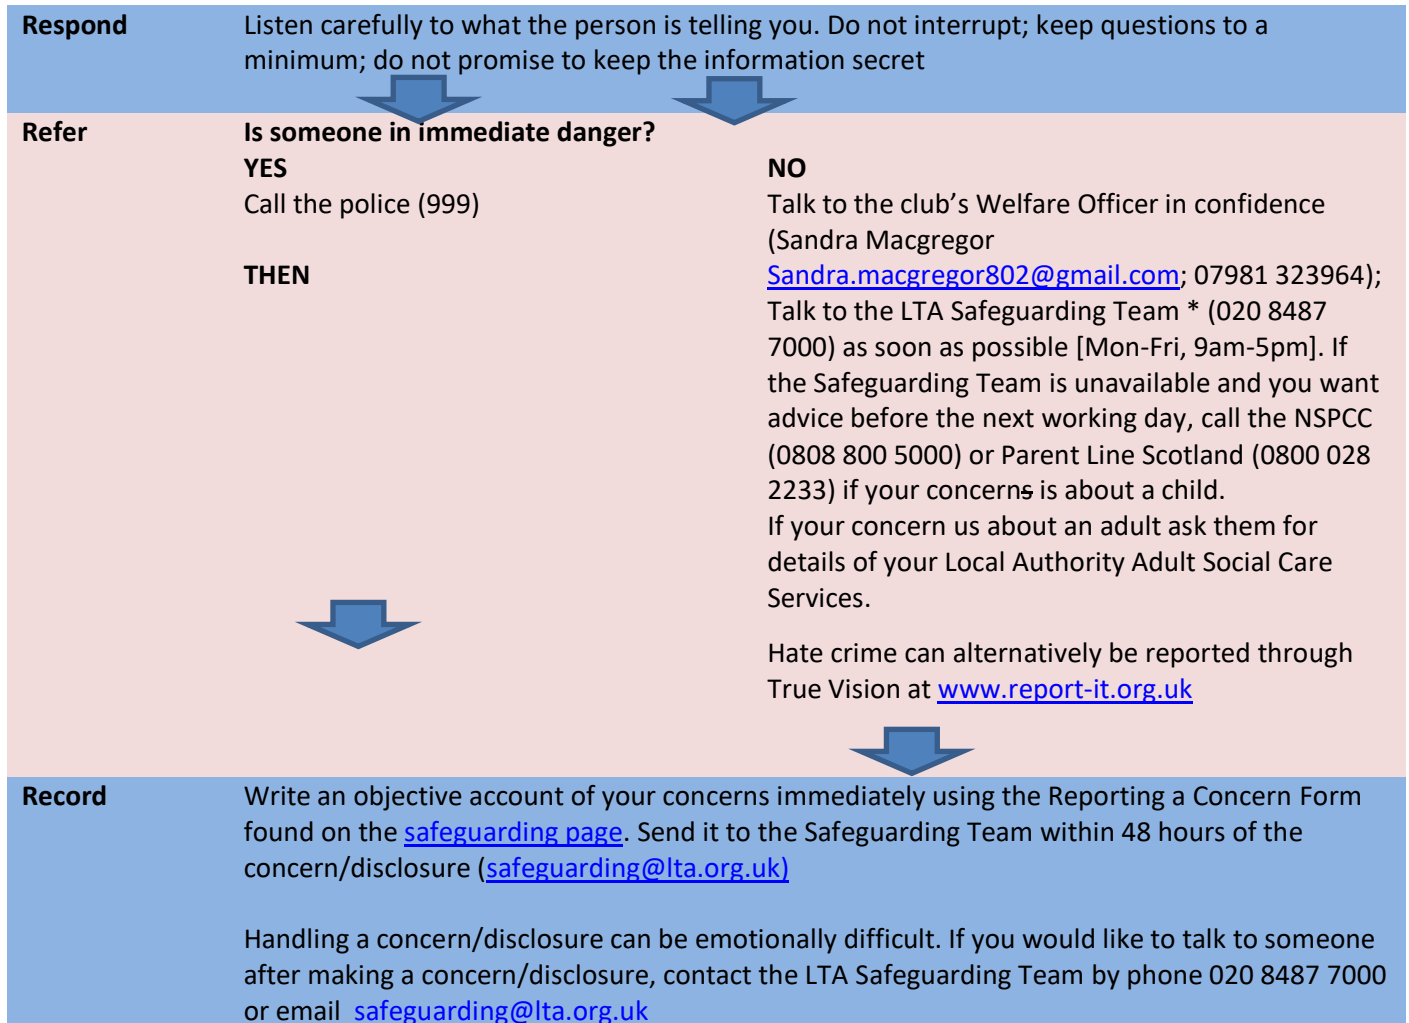 Respond
Listen carefully to what the person is telling you. Do not interrupt; keep questions to a
minimum; do not promise to keep the information secret
Refer
Is someone in immediate danger?
YES
Call the police (999)
THEN
NO
Talk to the club’s Welfare Officer in confidence
(Sandra Macgregor
Sandra.macgregor802@gmail.com; 07981 323964);
Talk to the LTA Safeguarding Team * (020 8487
7000) as soon as possible [Mon-Fri, 9am-5pm]. If
the Safeguarding Team is unavailable and you want
advice before the next working day, call the NSPCC
(0808 800 5000) or Parent Line Scotland (0800 028
2233) if your concerns is about a child.
If your concern us about an adult ask them for
details of your Local Authority Adult Social Care
Services.
Hate crime can alternatively be reported through
True Vision at www.report-it.org.uk
Record
Write an objective account of your concerns immediately using the Reporting a Concern Form
found on the safeguarding page. Send it to the Safeguarding Team within 48 hours of the
concern/disclosure (safeguarding@lta.org.uk)
Handling a concern/disclosure can be emotionally difficult. If you would like to talk to someone
after making a concern/disclosure, contact the LTA Safeguarding Team by phone 020 8487 7000
or email safeguarding@lta.org.uk